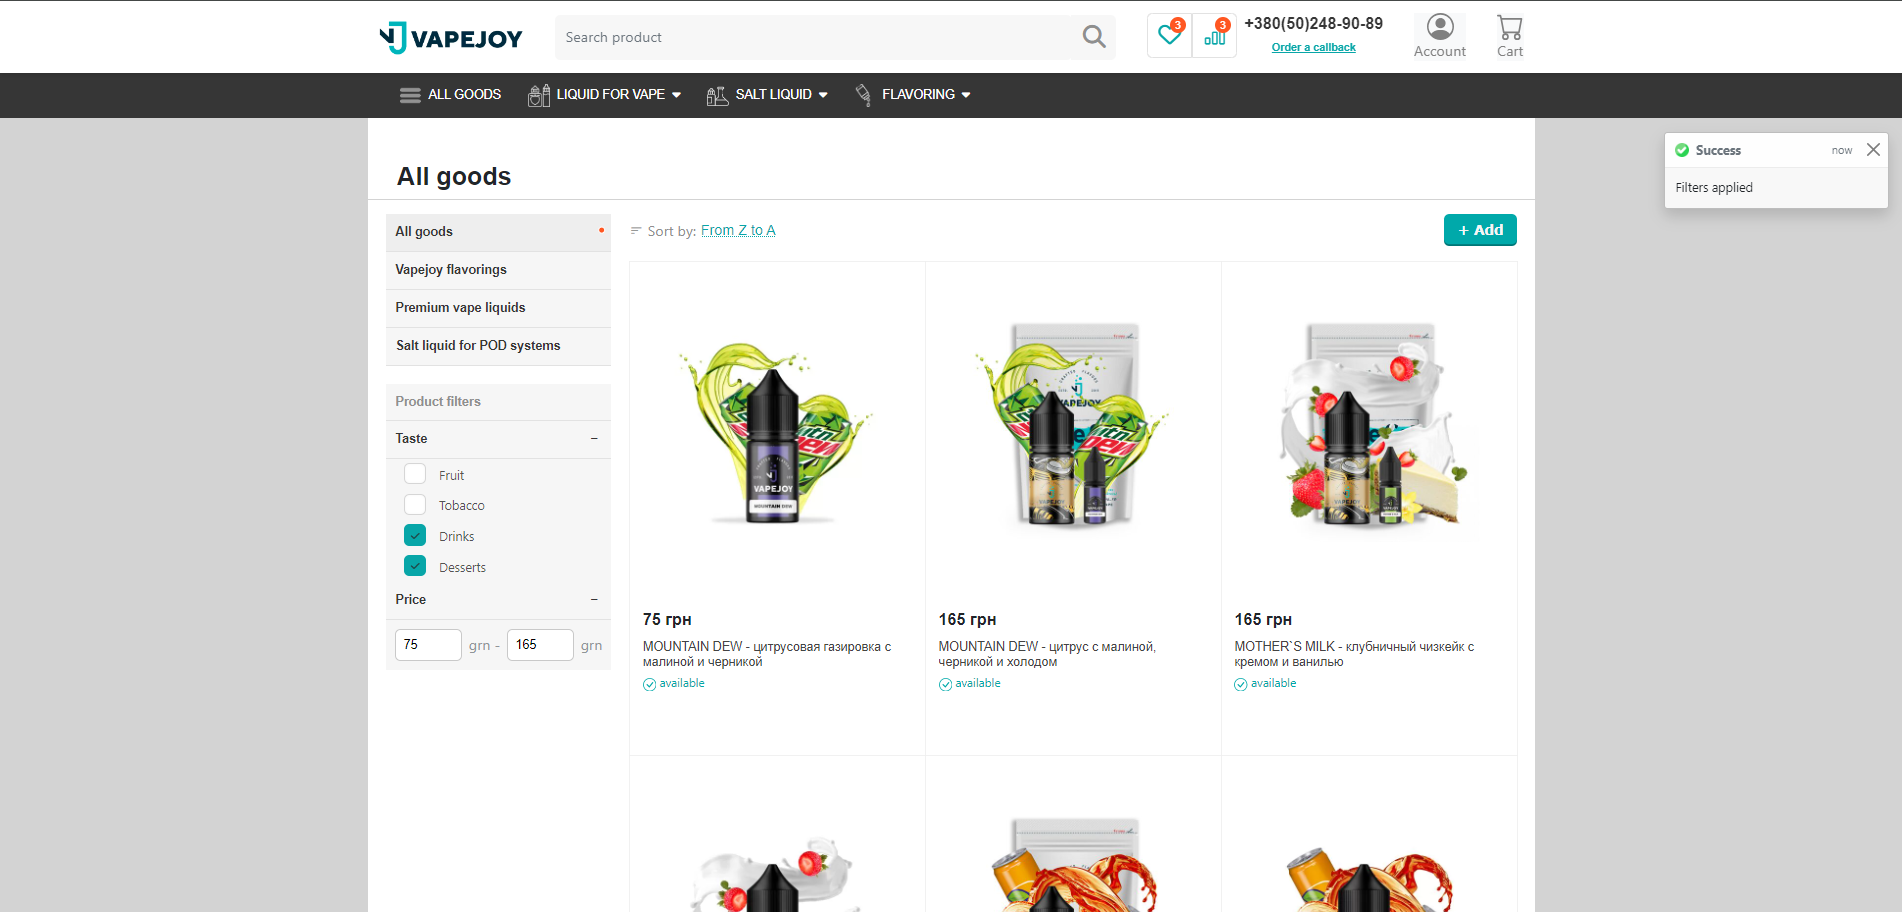 VAPEJOY
Search product
3
3
+380(50)248-90-89
Order a callback
Account
Cart
ALL GOODS
LIQUID FOR VAPE
SALT LIQUID
FLAVORING
Success
now
Filters applied
All goods
All goods
Vapejoy flavorings
Premium vape liquids
Salt liquid for POD systems
Product filters
Taste
Fruit
Tobacco
Drinks
Desserts
Price
75 grn - 165 grn
Sort by: From Z to A
+ Add
VAPEJOY
MOUNTAIN DEW
VAPEJOY
75 грн
MOUNTAIN DEW - цитрусовая газировка с
малиной и черникой
available
165 грн
MOUNTAIN DEW - цитрус с малиной,
черникой и холодом
available
165 грн
MOTHER`S MILK - клубничный чизкейк с
кремом и ванилью
available